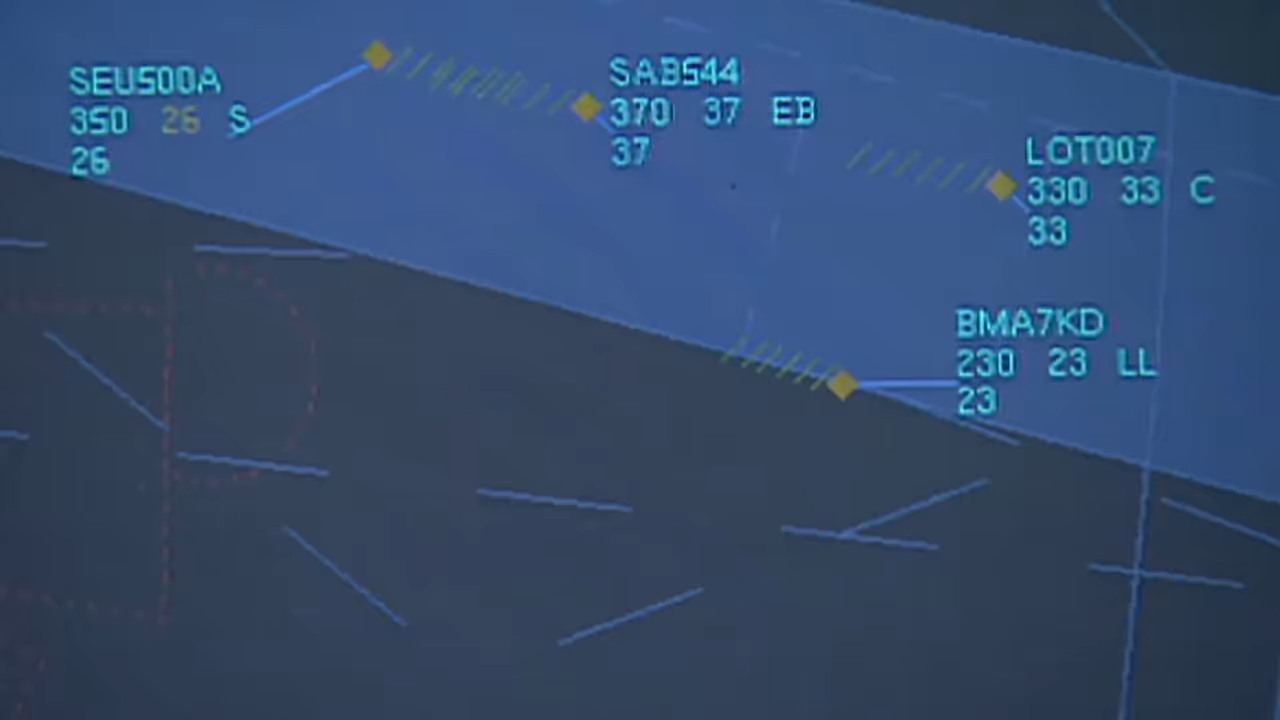 SEU500A
350 26 S
26
SAB544
370 37 EB
37
LOT007
330 33 C
33
BMA7KD
230 23 LL
23